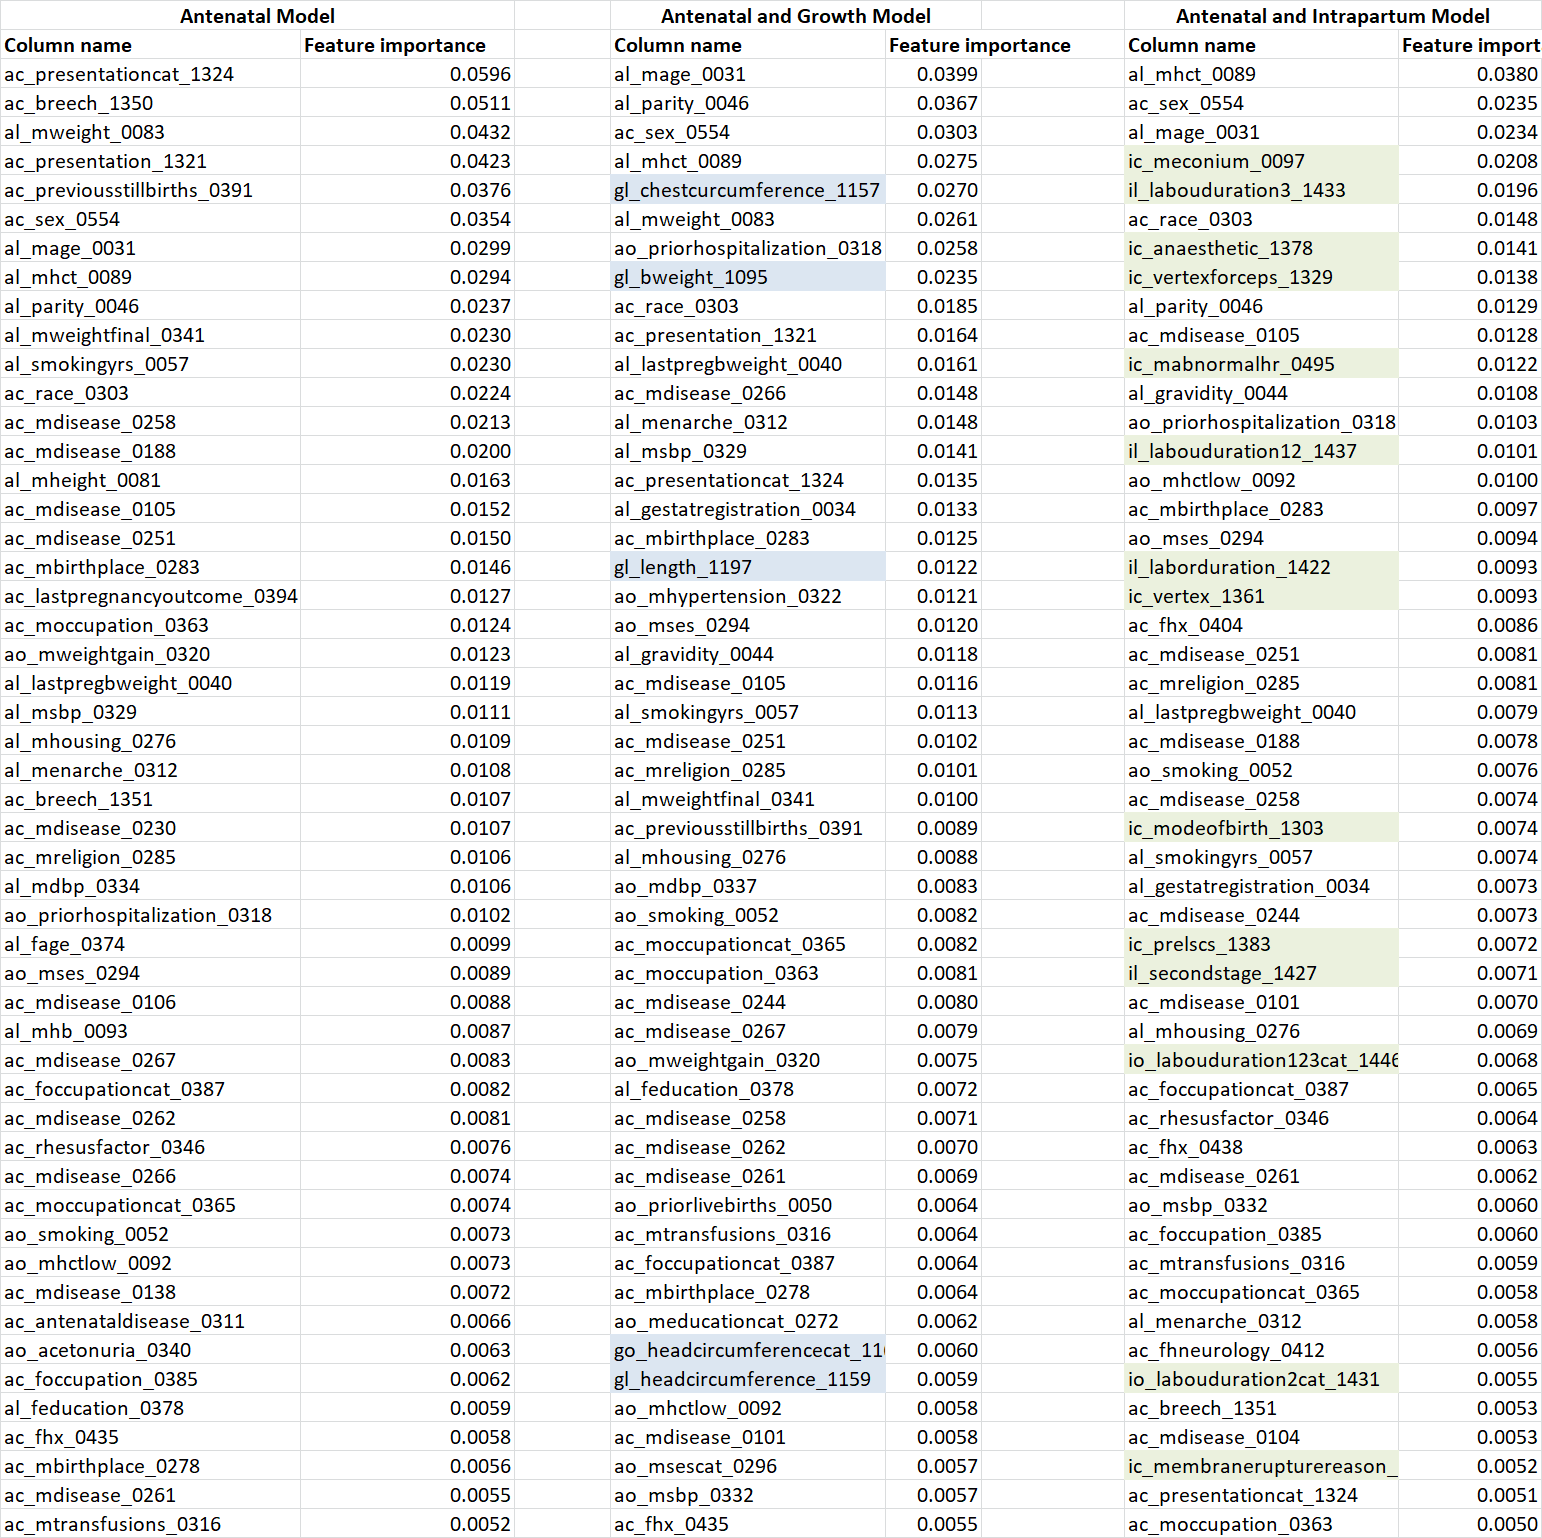 Antenatal Model Antenatal and Growth Model Antenatal and Intrapartum Model
Column name Feature importance Column name Feature importance Column name Feature import
ac_presentationcat_1324 0.0596 al_mage_0031 0.0399 al_mhct_0089 0.0380
ac_breech_1350 0.0511 al_parity_0046 0.0367 ac_sex_0554 0.0235
al_mweight_0083 0.0432 ac_sex_0554 0.0303 al_mage_0031 0.0234
ac_presentation_1321 0.0423 al_mhct_0089 0.0275 ic_meconium_0097 0.0208
ac_previousstillbirths_0391 0.0376 gl_chestcurcumference_1157 0.0270 il_labouduration3_1433 0.0196
ac_sex_0554 0.0354 al_mweight_0083 0.0261 ac_race_0303 0.0148
al_mage_0031 0.0299 ao_priorhospitalization_0318 0.0258 ic_anaesthetic_1378 0.0141
al_mhct_0089 0.0294 gl_bweight_1095 0.0235 ic_vertexforceps_1329 0.0138
al_parity_0046 0.0237 ac_race_0303 0.0185 al_parity_0046 0.0129
al_mweightfinal_0341 0.0230 ac_presentation_1321 0.0164 ac_mdisease_0105 0.0128
al_smokingyrs_0057 0.0230 al_lastpregbweight_0040 0.0161 ic_mabnormalhr_0495 0.0122
ac_race_0303 0.0224 ac_mdisease_0266 0.0148 al_gravidity_0044 0.0108
ac_mdisease_0258 0.0213 al_menarche_0312 0.0148 ao_priorhospitalization_0318 0.0103
ac_mdisease_0188 0.0200 al_msbp_0329 0.0141 il_labouduration12_1437 0.0101
al_mheight_0081 0.0163 ac_presentationcat_1324 0.0135 ao_mhctlow_0092 0.0100
ac_mdisease_0105 0.0152 al_gestatregistration_0034 0.0133 ac_mbirthplace_0283 0.0097
ac_mdisease_0251 0.0150 ac_mbirthplace_0283 0.0125 ao_mses_0294 0.0094
ac_mbirthplace_0283 0.0146 gl_length_1197 0.0122 il_laborduration_1422 0.0093
ac_lastpregnancyoutcome_0394 0.0127 ao_mhypertension_0322 0.0121 ic_vertex_1361 0.0093
ac_moccupation_0363 0.0124 ao_mses_0294 0.0120 ac_fhx_0404 0.0086
ao_mweightgain_0320 0.0123 al_gravidity_0044 0.0118 ac_mdisease_0251 0.0081
al_lastpregbweight_0040 0.0119 ac_mdisease_0105 0.0116 ac_mreligion_0285 0.0081
al_msbp_0329 0.0111 al_smokingyrs_0057 0.0113 al_lastpregbweight_0040 0.0079
al_mhousing_0276 0.0109 ac_mdisease_0251 0.0102 ac_mdisease_0188 0.0078
al_menarche_0312 0.0108 ac_mreligion_0285 0.0101 ao_smoking_0052 0.0076
ac_breech_1351 0.0107 al_mweightfinal_0341 0.0100 ac_mdisease_0258 0.0074
ac_mdisease_0230 0.0107 ac_previousstillbirths_0391 0.0089 ic_modeofbirth_1303 0.0074
ac_mreligion_0285 0.0106 al_mhousing_0276 0.0088 al_smokingyrs_0057 0.0074
al_mdbp_0334 0.0106 ao_mdbp_0337 0.0083 al_gestatregistration_0034 0.0073
ao_priorhospitalization_0318 0.0102 ao_smoking_0052 0.0082 ac_mdisease_0244 0.0073
al_fage_0374 0.0099 ac_moccupationcat_0365 0.0082 ic_prelscs_1383 0.0072
ao_mses_0294 0.0089 ac_moccupation_0363 0.0081 il_secondstage_1427 0.0071
ac_mdisease_0106 0.0088 ac_mdisease_0244 0.0080 ac_mdisease_0101 0.0070
al_mhb_0093 0.0087 ac_mdisease_0267 0.0079 al_mhousing_0276 0.0069
ac_mdisease_0267 0.0083 ao_mweightgain_0320 0.0075 io_labouduration123cat_1446 0.0068
ac_foccupationcat_0387 0.0082 al_feducation_0378 0.0072 ac_foccupationcat_0387 0.0065
ac_mdisease_0262 0.0081 ac_mdisease_0258 0.0071 ac_rhesusfactor_0346 0.0064
ac_rhesusfactor_0346 0.0076 ac_mdisease_0262 0.0070 ac_fhx_0438 0.0063
ac_mdisease_0266 0.0074 ac_mdisease_0261 0.0069 ac_mdisease_0261 0.0062
ac_moccupationcat_0365 0.0074 ao_priorlivebirths_0050 0.0064 ao_msbp_0332 0.0060
ao_smoking_0052 0.0073 ac_mtransfusions_0316 0.0064 ac_foccupation_0385 0.0060
ao_mhctlow_0092 0.0073 ac_foccupationcat_0387 0.0064 ac_mtransfusions_0316 0.0059
ac_mdisease_0138 0.0072 ac_mbirthplace_0278 0.0064 ac_moccupationcat_0365 0.0058
ac_antenataldisease_0311 0.0066 ao_meducationcat_0272 0.0062 al_menarche_0312 0.0058
ao_acetonuria_0340 0.0063 go_headcircumferencecat_11 0.0060 ac_fhneurology_0412 0.0056
ac_foccupation_0385 0.0062 gl_headcircumference_1159 0.0059 io_labouduration2cat_1431 0.0055
al_feducation_0378 0.0059 ao_mhctlow_0092 0.0058 ac_breech_1351 0.0053
ac_fhx_0435 0.0058 ac_mdisease_0101 0.0058 ac_mdisease_0104 0.0053
ac_mbirthplace_0278 0.0056 ao_msescat_0296 0.0057 ic_membranerupturereason_ 0.0052
ac_mdisease_0261 0.0055 ao_msbp_0332 0.0057 ac_presentationcat_1324 0.0051
ac_mtransfusions_0316 0.0052 ac_fhx_0435 0.0055 ac_moccupation_0363 0.0050